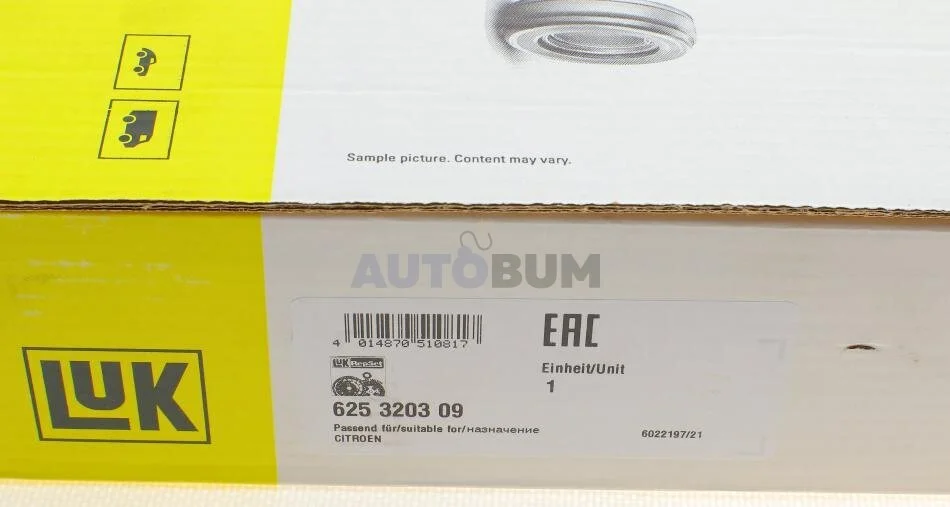 Sample picture. Content may vary.
AUTOBUM
4 014870 510817
EAC
Einheit/Unit
1
LUK RepSet
625 3203 09
Passend für/suitable for/назначение
CITROEN
6022197/21
LUK